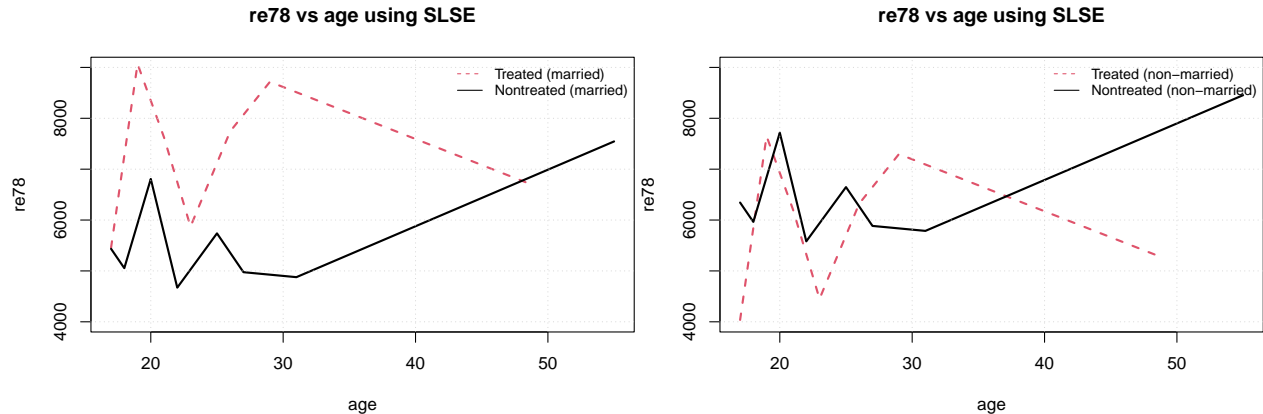 re78 vs age using SLSE
Treated (married)
Nontreated (married)
re78
8000
6000
4000
20
30
40
50
age
re78 vs age using SLSE
Treated (non−married)
Nontreated (non−married)
re78
8000
6000
4000
20
30
40
50
age